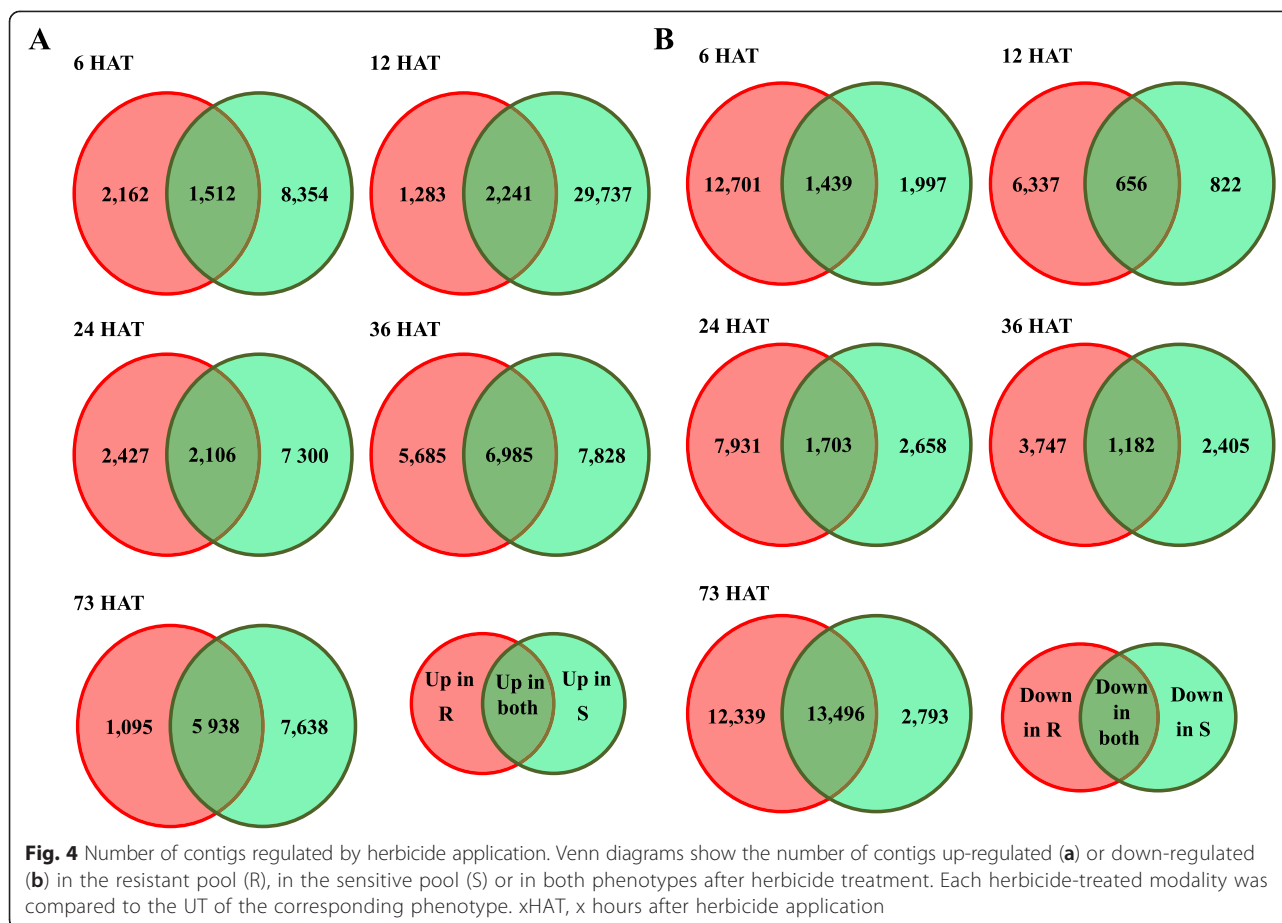 A
6 HAT
2,162 1,512 8,354
12 HAT
1,283 2,241 29,737
24 HAT
2,427 2,106 7 300
36 HAT
5,685 6,985 7,828
73 HAT
1,095 5 938 7,638
Up in
R
Up in
both
Up in
S
B
6 HAT
12,701 1,439 1,997
12 HAT
6,337 656 822
24 HAT
7,931 1,703 2,658
36 HAT
3,747 1,182 2,405
73 HAT
12,339 13,496 2,793
Down
in R
Down
in
both
Down
in S
Fig. 4 Number of contigs regulated by herbicide application. Venn diagrams show the number of contigs up-regulated (a) or down-regulated
(b) in the resistant pool (R), in the sensitive pool (S) or in both phenotypes after herbicide treatment. Each herbicide-treated modality was
compared to the UT of the corresponding phenotype. xHAT, x hours after herbicide application